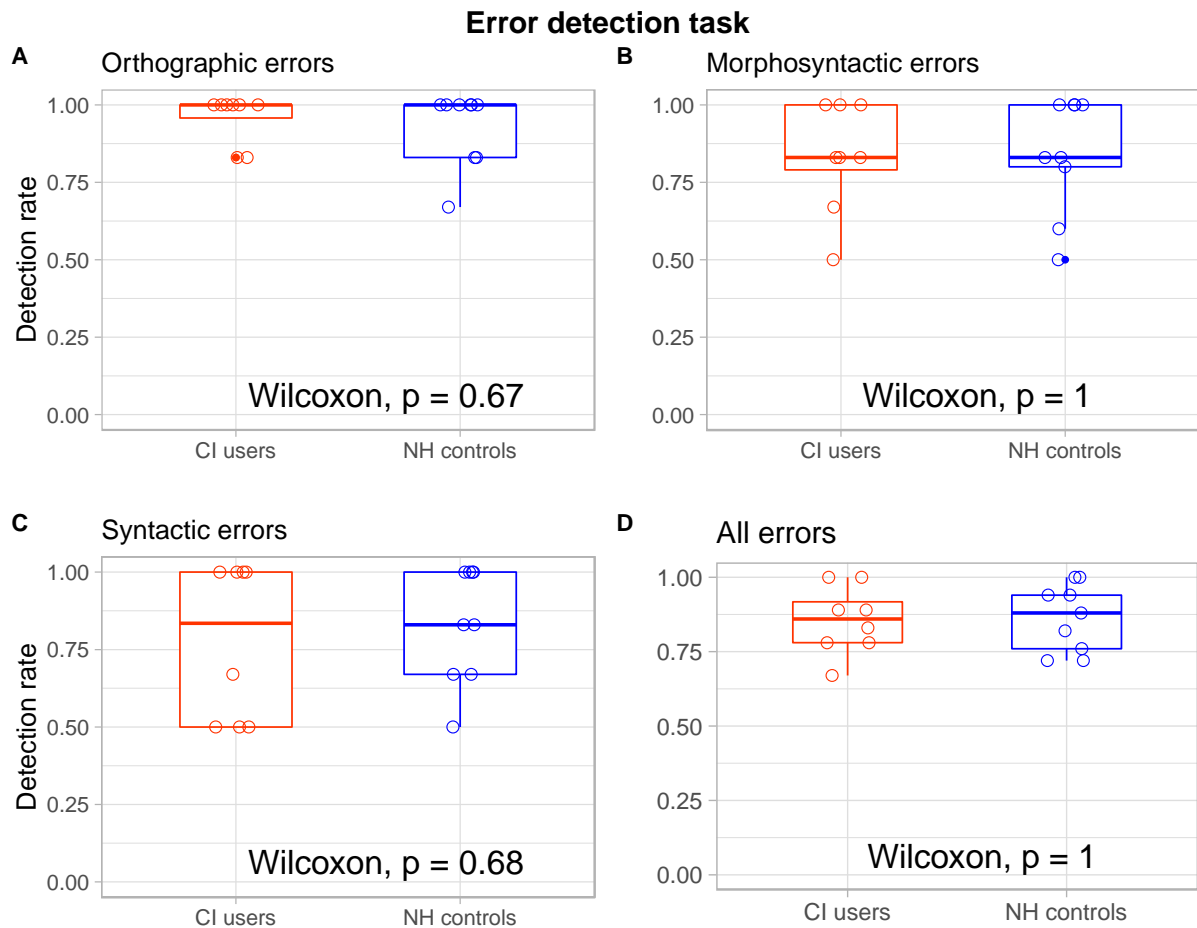 Error detection task
A
Orthographic errors
Detection rate
1.00
0.75
0.50
0.25
0.00
Wilcoxon, p = 0.67
CI users
NH controls
B
Morphosyntactic errors
1.00
0.75
0.50
0.25
0.00
Wilcoxon, p = 1
CI users
NH controls
C
Syntactic errors
Detection rate
1.00
0.75
0.50
0.25
0.00
Wilcoxon, p = 0.68
CI users
NH controls
D
All errors
1.00
0.75
0.50
0.25
0.00
Wilcoxon, p = 1
CI users
NH controls